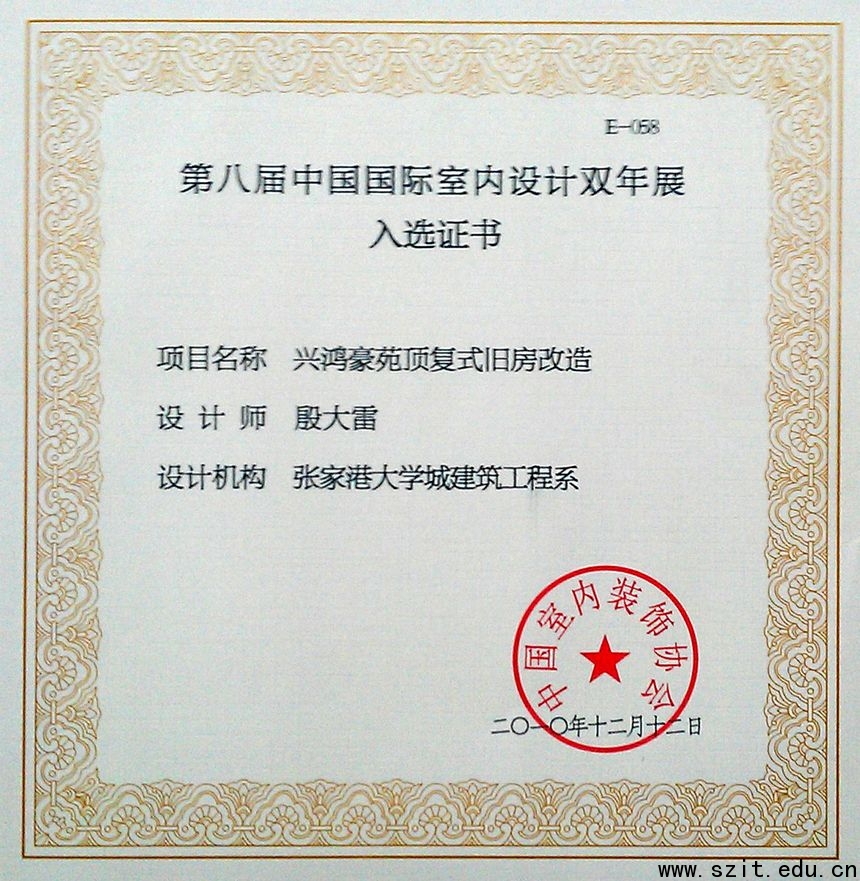 E-058
第八届中国国际室内设计双年展
入选证书
项目名称 兴鸿豪苑顶复式旧房改造
设计师 殷大雷
设计机构 张家港大学城建筑工程系
中国室内装饰协会
二〇一〇年十二月十二日
www.szit.edu.cn